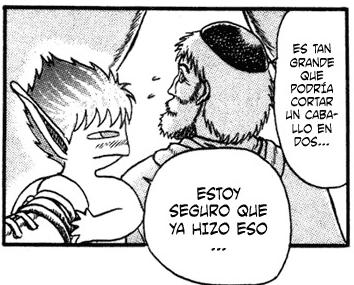 ES TAN
GRANDE
QUE
PODRÍA
CORTAR
UN CABA-
LLO EN
DOS...
ESTOY
SEGURO QUE
YA HIZO ESO
...